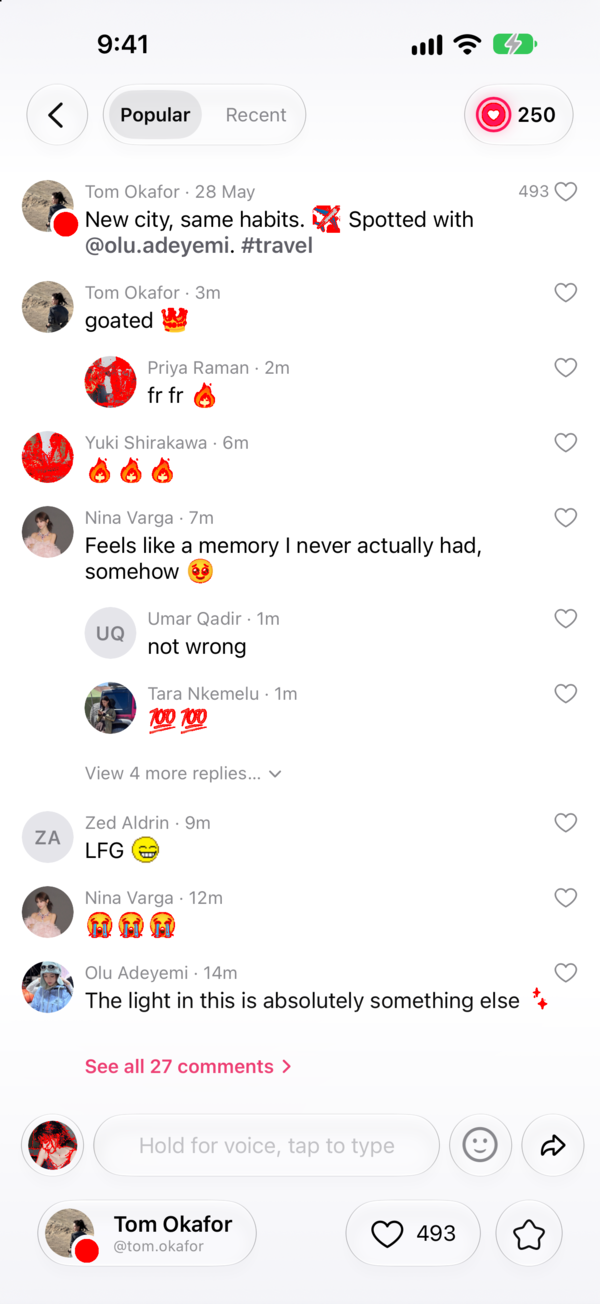 9:41
Popular
Recent
250
Tom Okafor · 28 May
493
New city, same habits. Spotted with
@olu.adeyemi. #travel
Tom Okafor · 3m
goated
Priya Raman · 2m
fr fr 🔥
Yuki Shirakawa · 6m
🔥 🔥 🔥
Nina Varga · 7m
Feels like a memory I never actually had,
somehow 🥹
UQ
Umar Qadir · 1m
not wrong
Tara Nkemelu · 1m
💯 💯
View 4 more replies...
ZA
Zed Aldrin · 9m
LFG 😁
Nina Varga · 12m
😭 😭 😭
Olu Adeyemi · 14m
The light in this is absolutely something else ✨
See all 27 comments
Hold for voice, tap to type
Tom Okafor
@tom.okafor
493